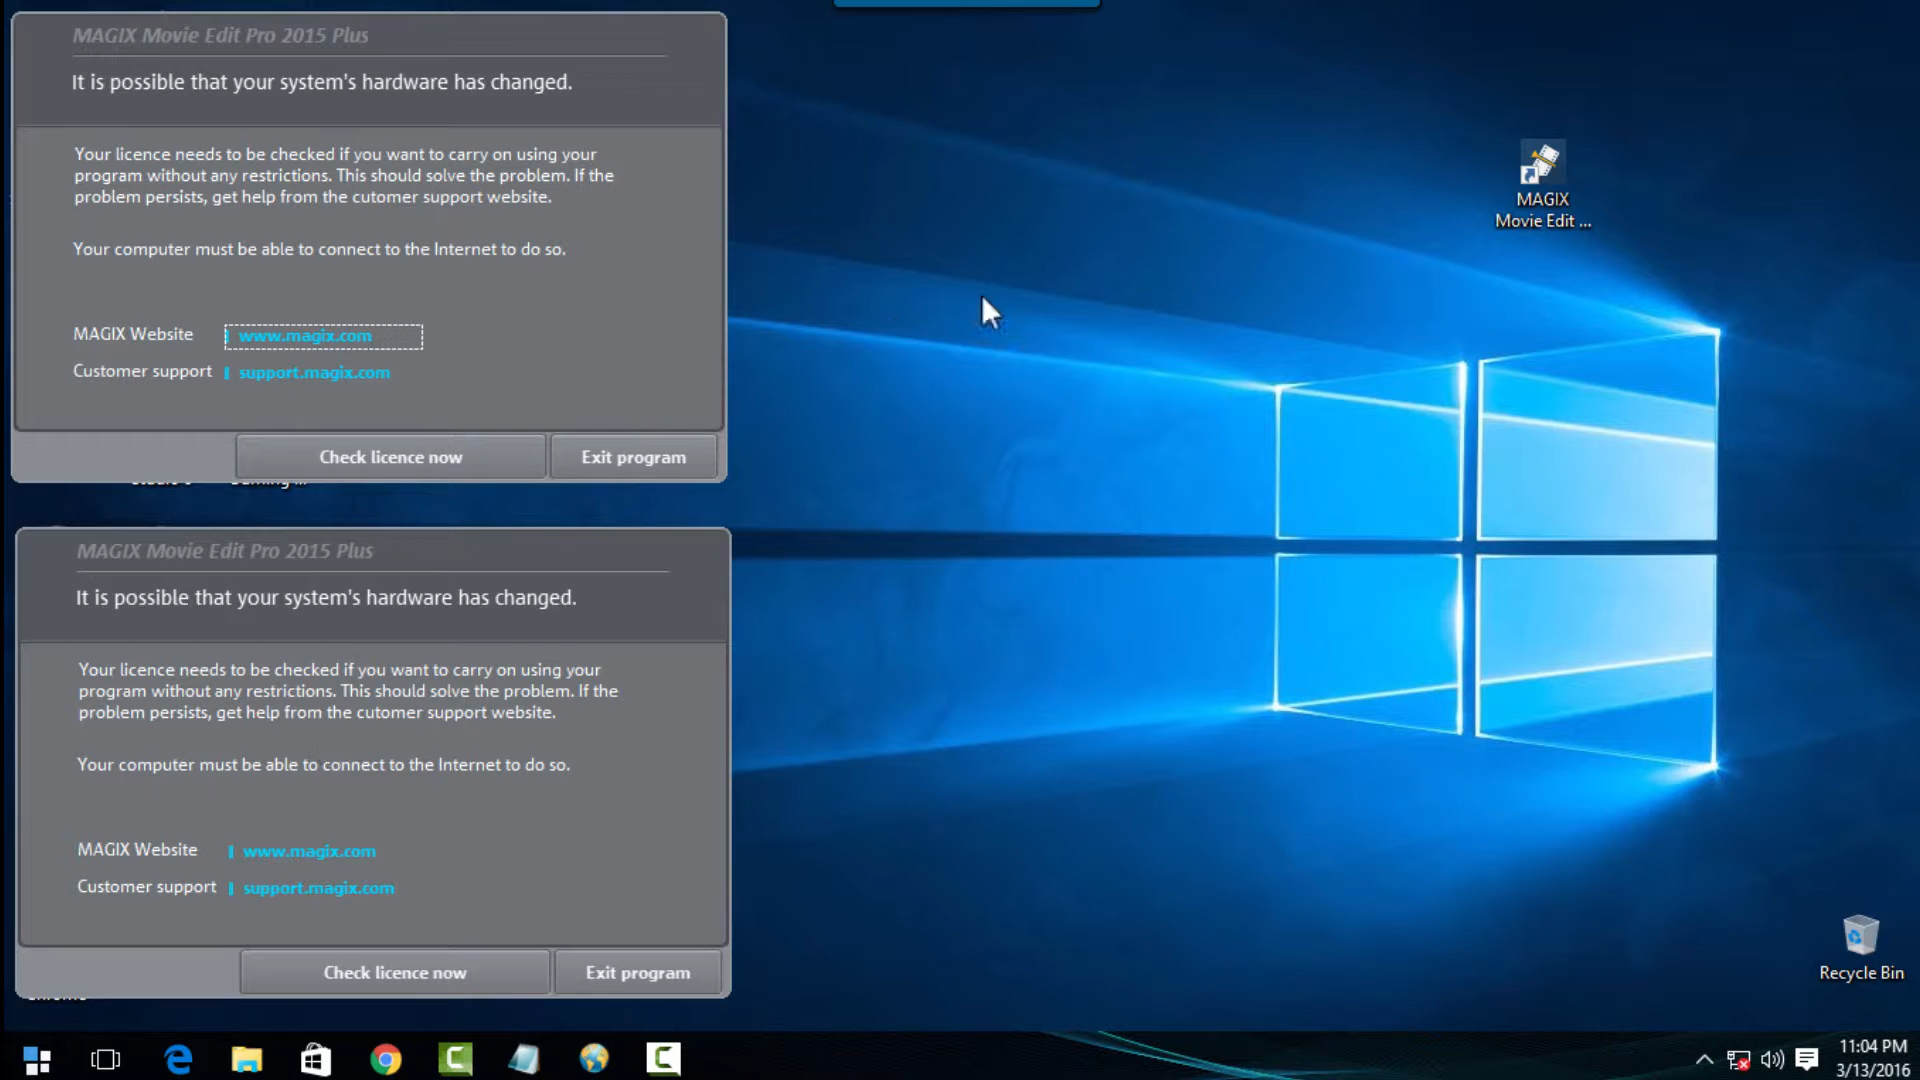 MAGIX Movie Edit Pro 2015 Plus
It is possible that your system's hardware has changed.
Your licence needs to be checked if you want to carry on using your
program without any restrictions. This should solve the problem. If the
problem persists, get help from the cutomer support website.
Your computer must be able to connect to the Internet to do so.
MAGIX Website www.magix.com
Customer support support.magix.com
Check licence now Exit program
MAGIX Movie Edit Pro 2015 Plus
It is possible that your system's hardware has changed.
Your licence needs to be checked if you want to carry on using your
program without any restrictions. This should solve the problem. If the
problem persists, get help from the cutomer support website.
Your computer must be able to connect to the Internet to do so.
MAGIX Website www.magix.com
Customer support support.magix.com
Check licence now Exit program
MAGIX
Movie Edit ...
Recycle Bin
11:04 PM
3/13/2016